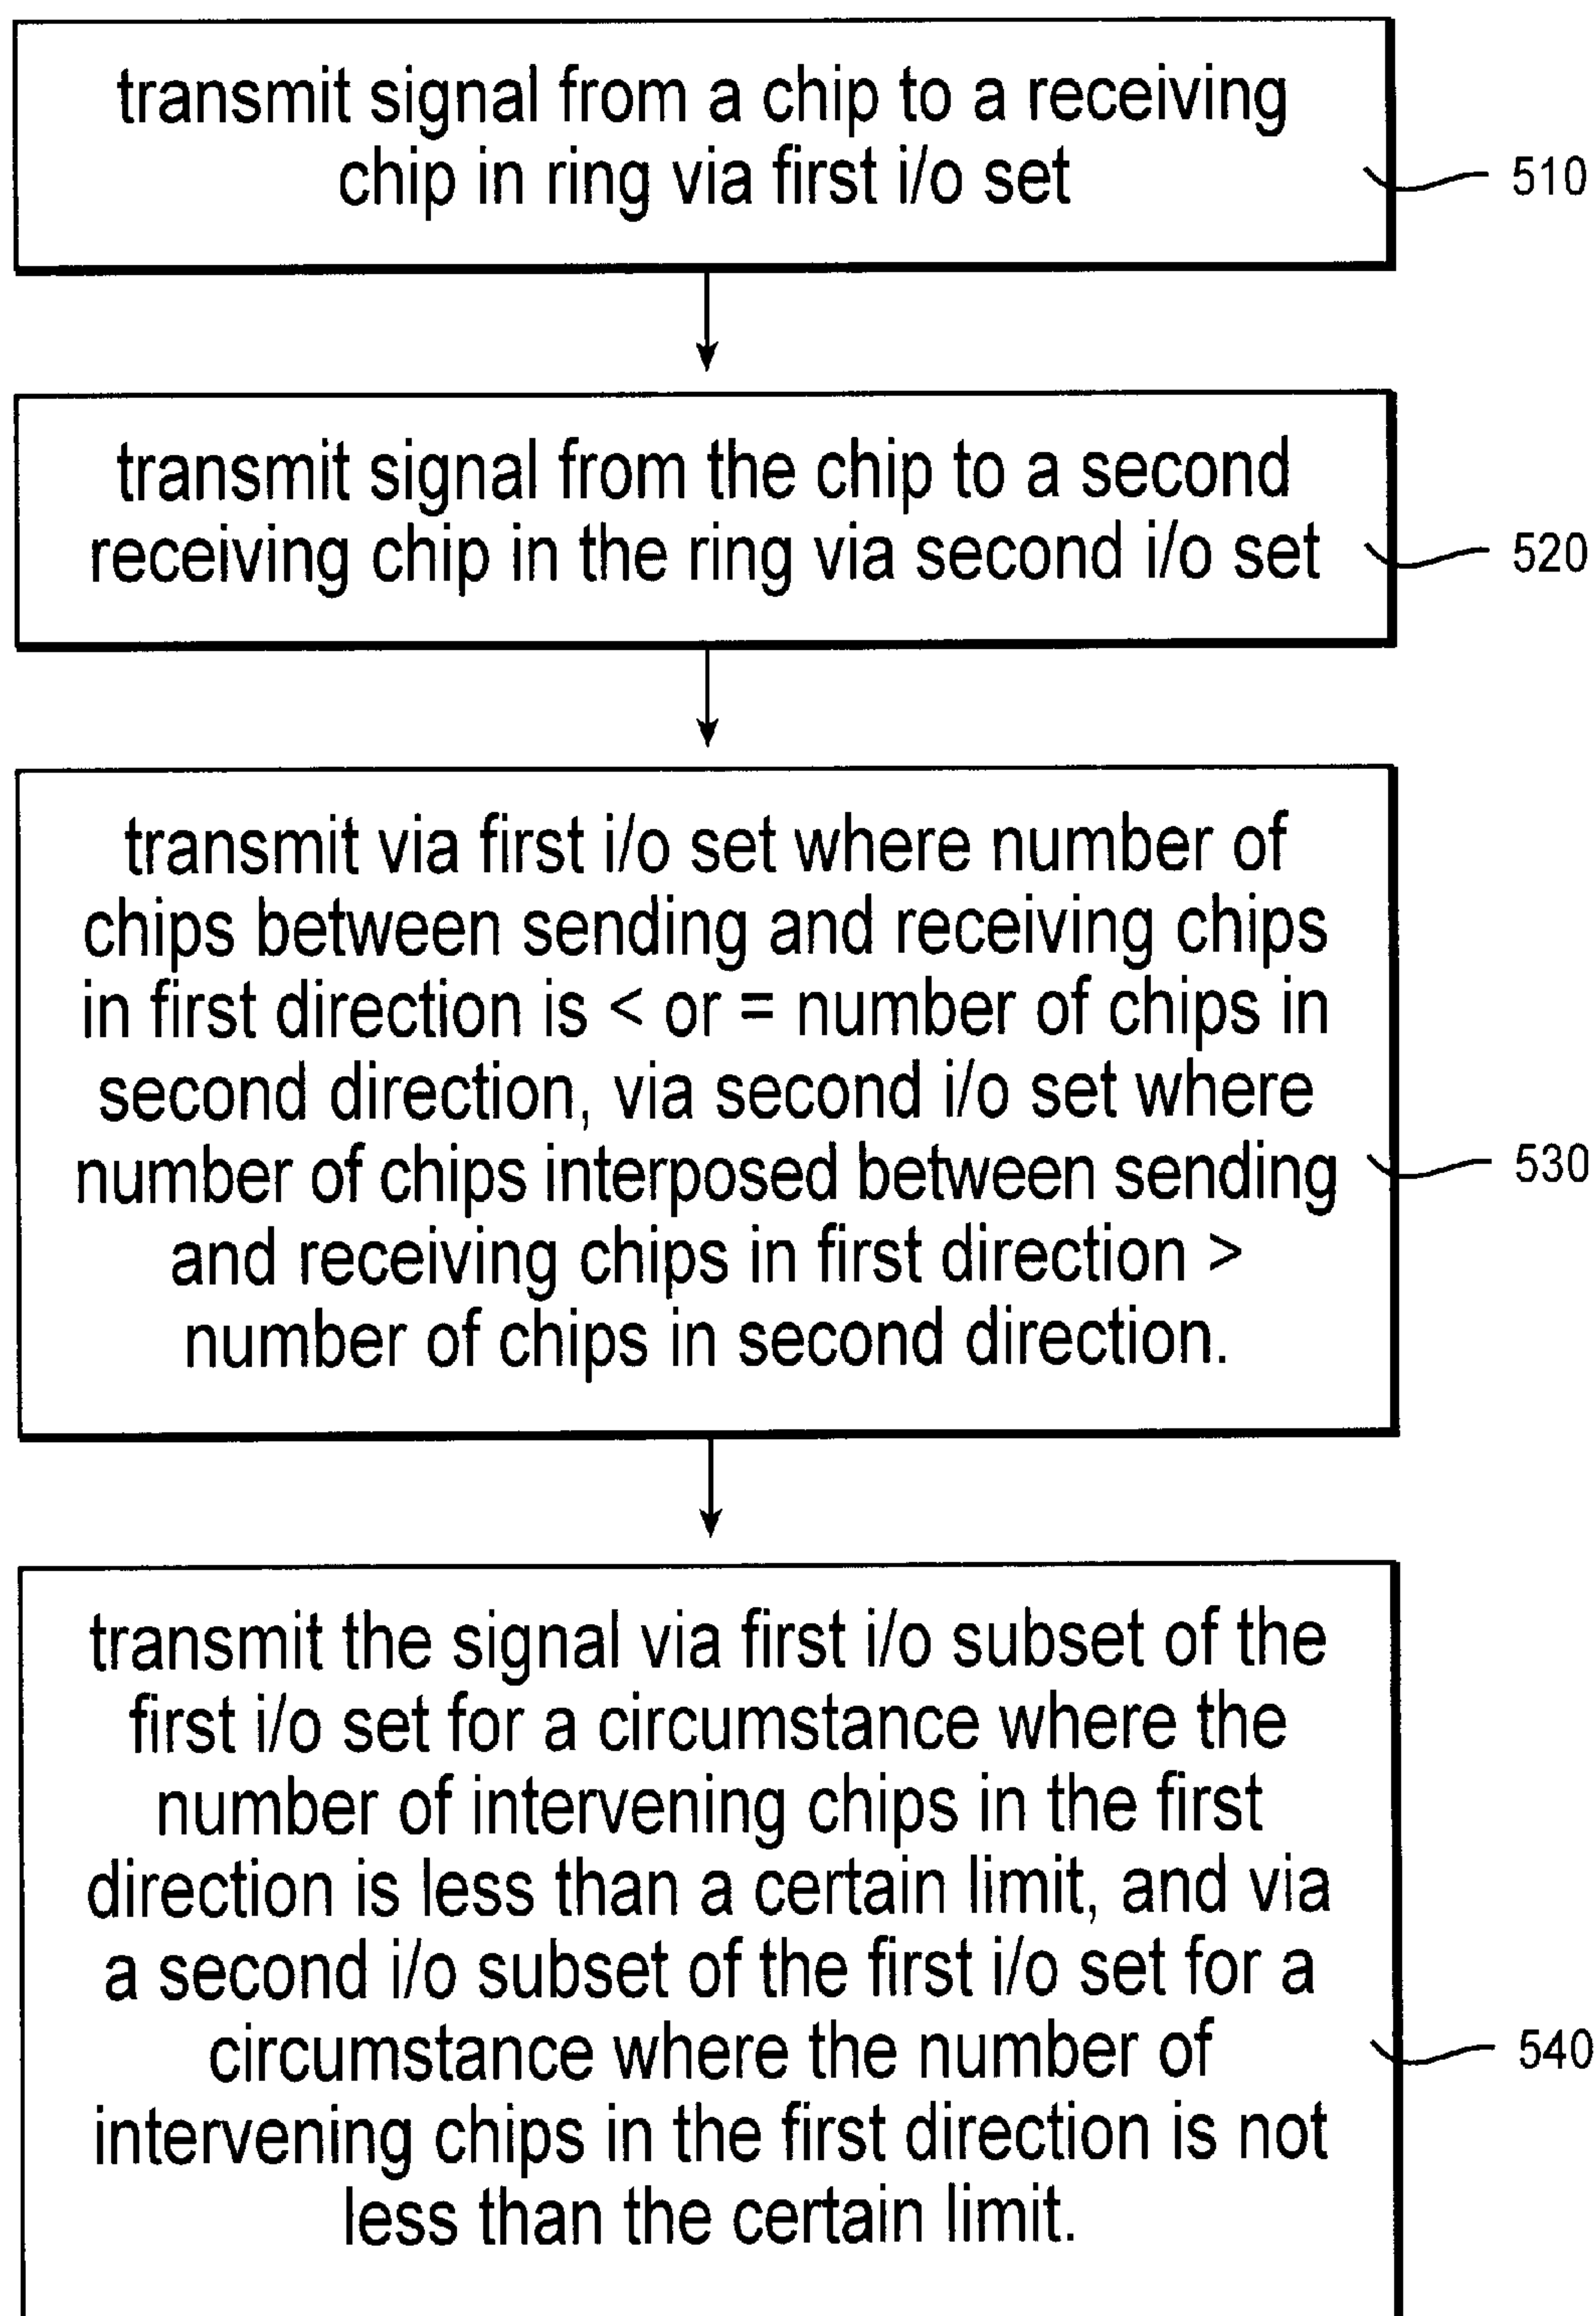 transmit signal from a chip to a receiving
chip in ring via first i/o set
510
transmit signal from the chip to a second
receiving chip in the ring via second i/o set
520
transmit via first i/o set where number of
chips between sending and receiving chips
in first direction is < or = number of chips in
second direction, via second i/o set where
number of chips interposed between sending
and receiving chips in first direction >
number of chips in second direction.
530
transmit the signal via first i/o subset of the
first i/o set for a circumstance where the
number of intervening chips in the first
direction is less than a certain limit, and via
a second i/o subset of the first i/o set for a
circumstance where the number of
intervening chips in the first direction is not
less than the certain limit.
540